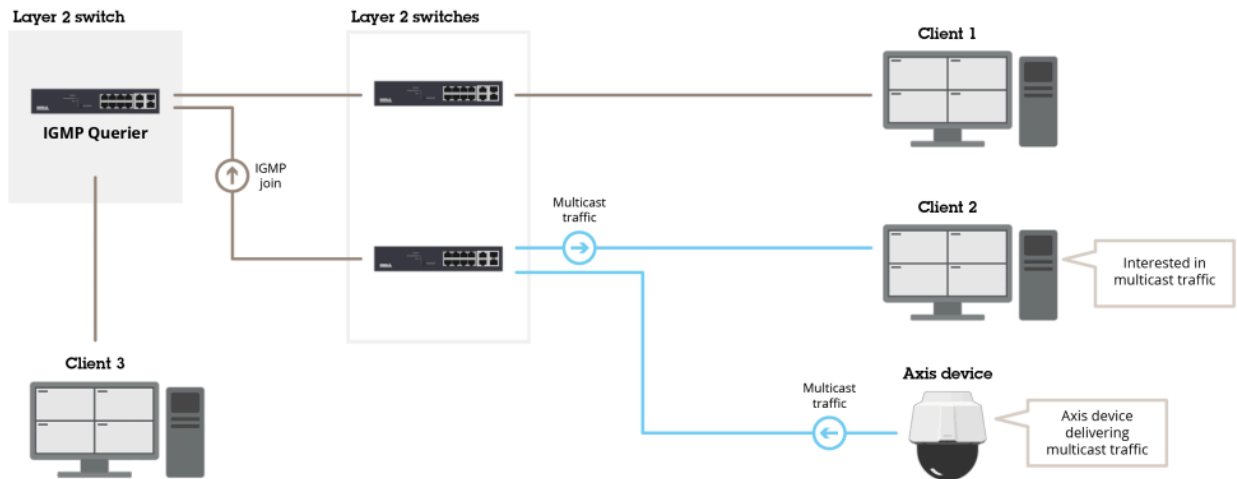 Layer 2 switch
Layer 2 switches
Client 1
IGMP Querier
IGMP
join
Multicast
traffic
Client 2
Interested in
multicast traffic
Client 3
Multicast
traffic
Axis device
Axis device
delivering
multicast traffic